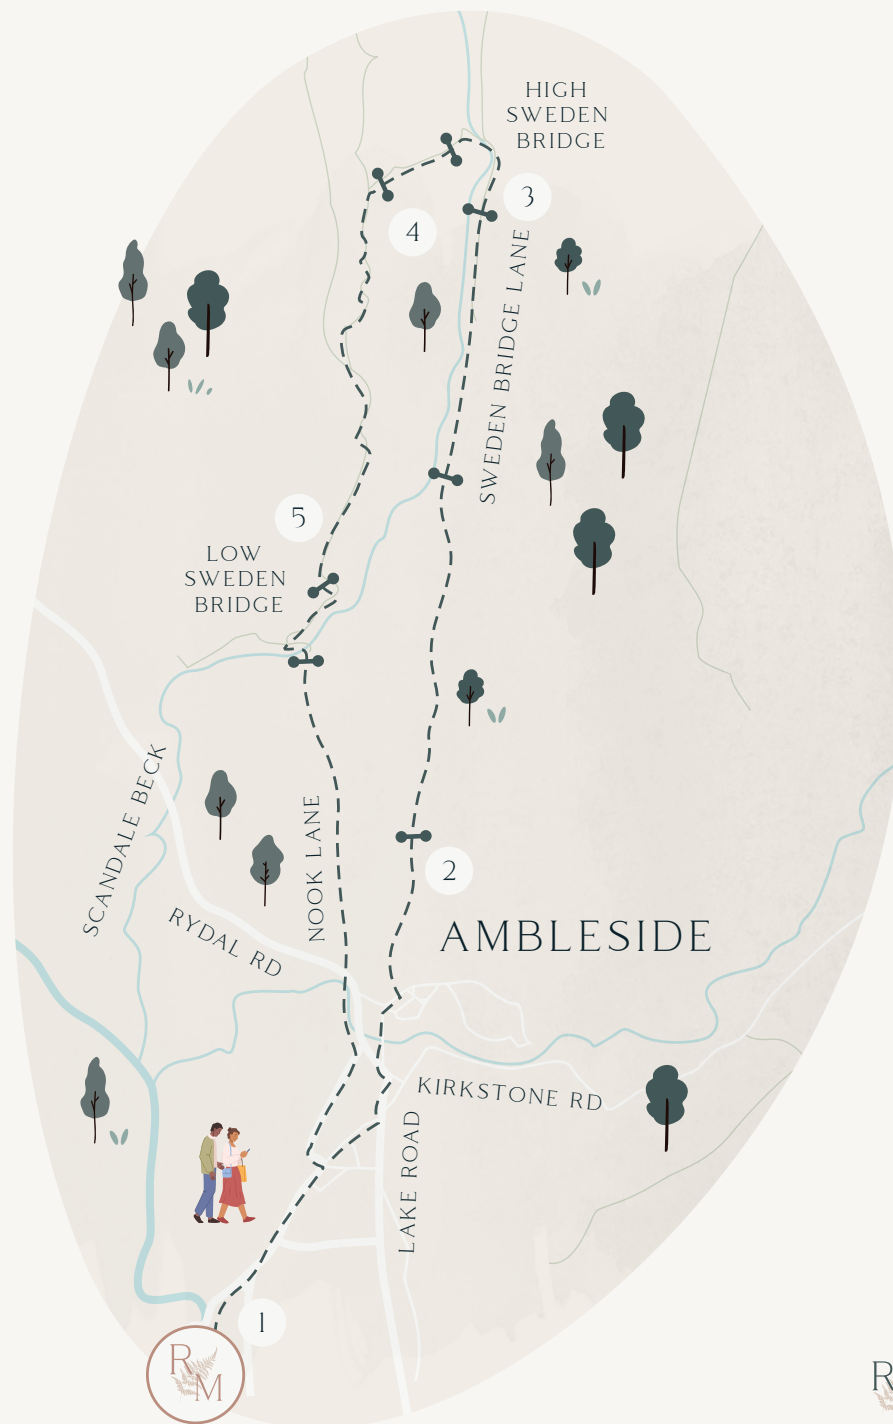 HIGH
SWEDEN
BRIDGE
3
4
SWEDEN BRIDGE LANE
5
LOW
SWEDEN
BRIDGE
SCANDALE BECK
NOOK LANE
2
RYDAL RD
AMBLESIDE
KIRKSTONE RD
LAKE ROAD
1
R
M
R